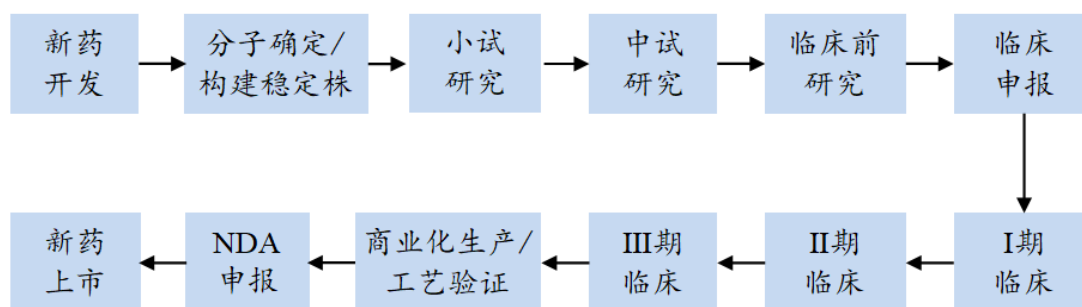 新药
开发
分子确定/
构建稳定株
小试
研究
中试
研究
临床前
研究
临床
申报
I期
临床
II期
临床
III期
临床
商业化生产/
工艺验证
NDA
申报
新药
上市